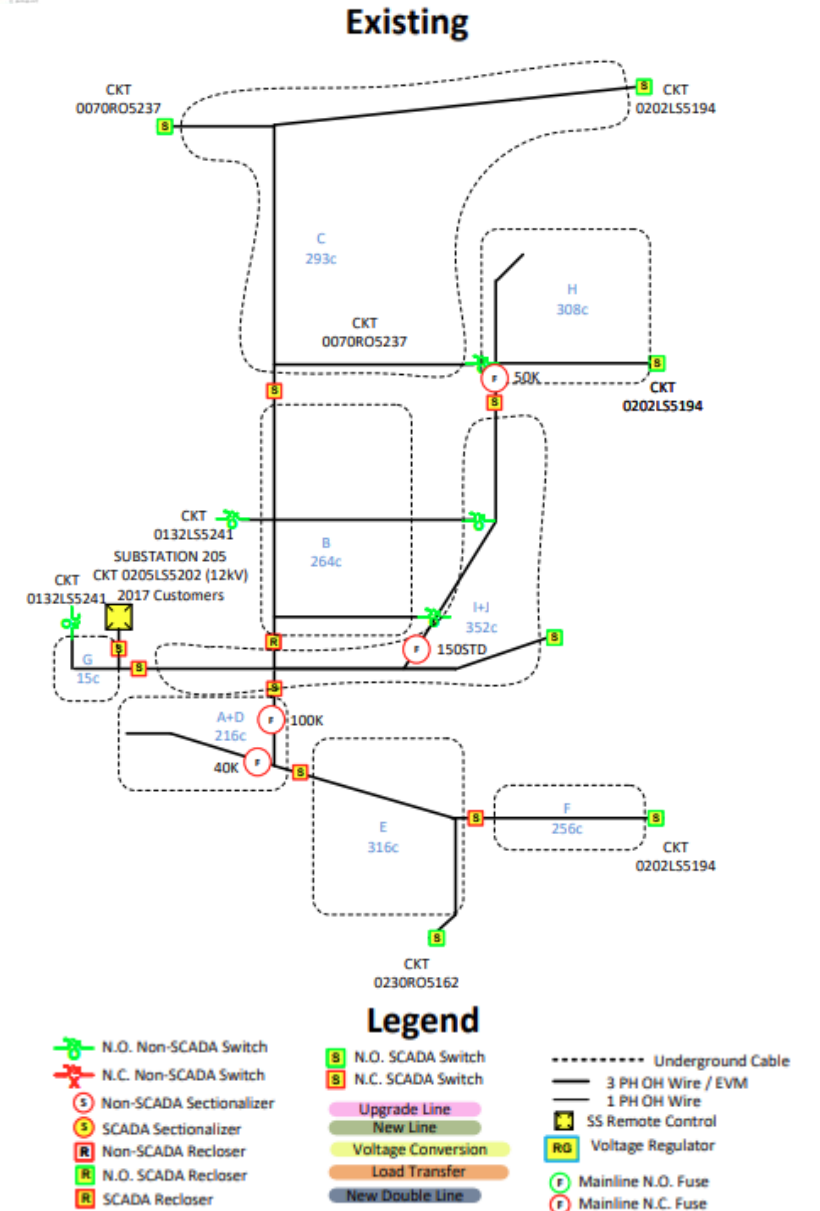 Existing
CKT
0070RO5237
S
S
CKT
0202LS5194
C
293c
H
308c
CKT
0070RO5237
S
F
50K
S
S
CKT
0202LS5194
CKT
0132LS5241
B
264c
SUBSTATION 205
CKT 0205LS5202 (12kV)
2017 Customers
CKT
0132LS5241
I+J
352c
S
R
F
150STD
S
G
15c
S
S
A+D
216c
F
100K
40K
F
S
E
316c
S
F
256c
S
CKT
0202LS5194
S
CKT
0230RO5162
Legend
N.O. Non-SCADA Switch
N.C. Non-SCADA Switch
S Non-SCADA Sectionalizer
S SCADA Sectionalizer
R Non-SCADA Recloser
R N.O. SCADA Recloser
R SCADA Recloser
S N.O. SCADA Switch
S N.C. SCADA Switch
Upgrade Line
New Line
Voltage Conversion
Load Transfer
New Double Line
Underground Cable
3 PH OH Wire / EVM
1 PH OH Wire
SS Remote Control
RG Voltage Regulator
F Mainline N.O. Fuse
F Mainline N.C. Fuse